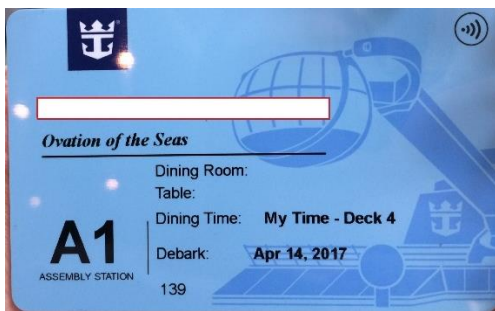 Ovation of the Seas
Dining Room:
Table:
Dining Time: My Time - Deck 4
A1
ASSEMBLY STATION
Debark: Apr 14, 2017
139